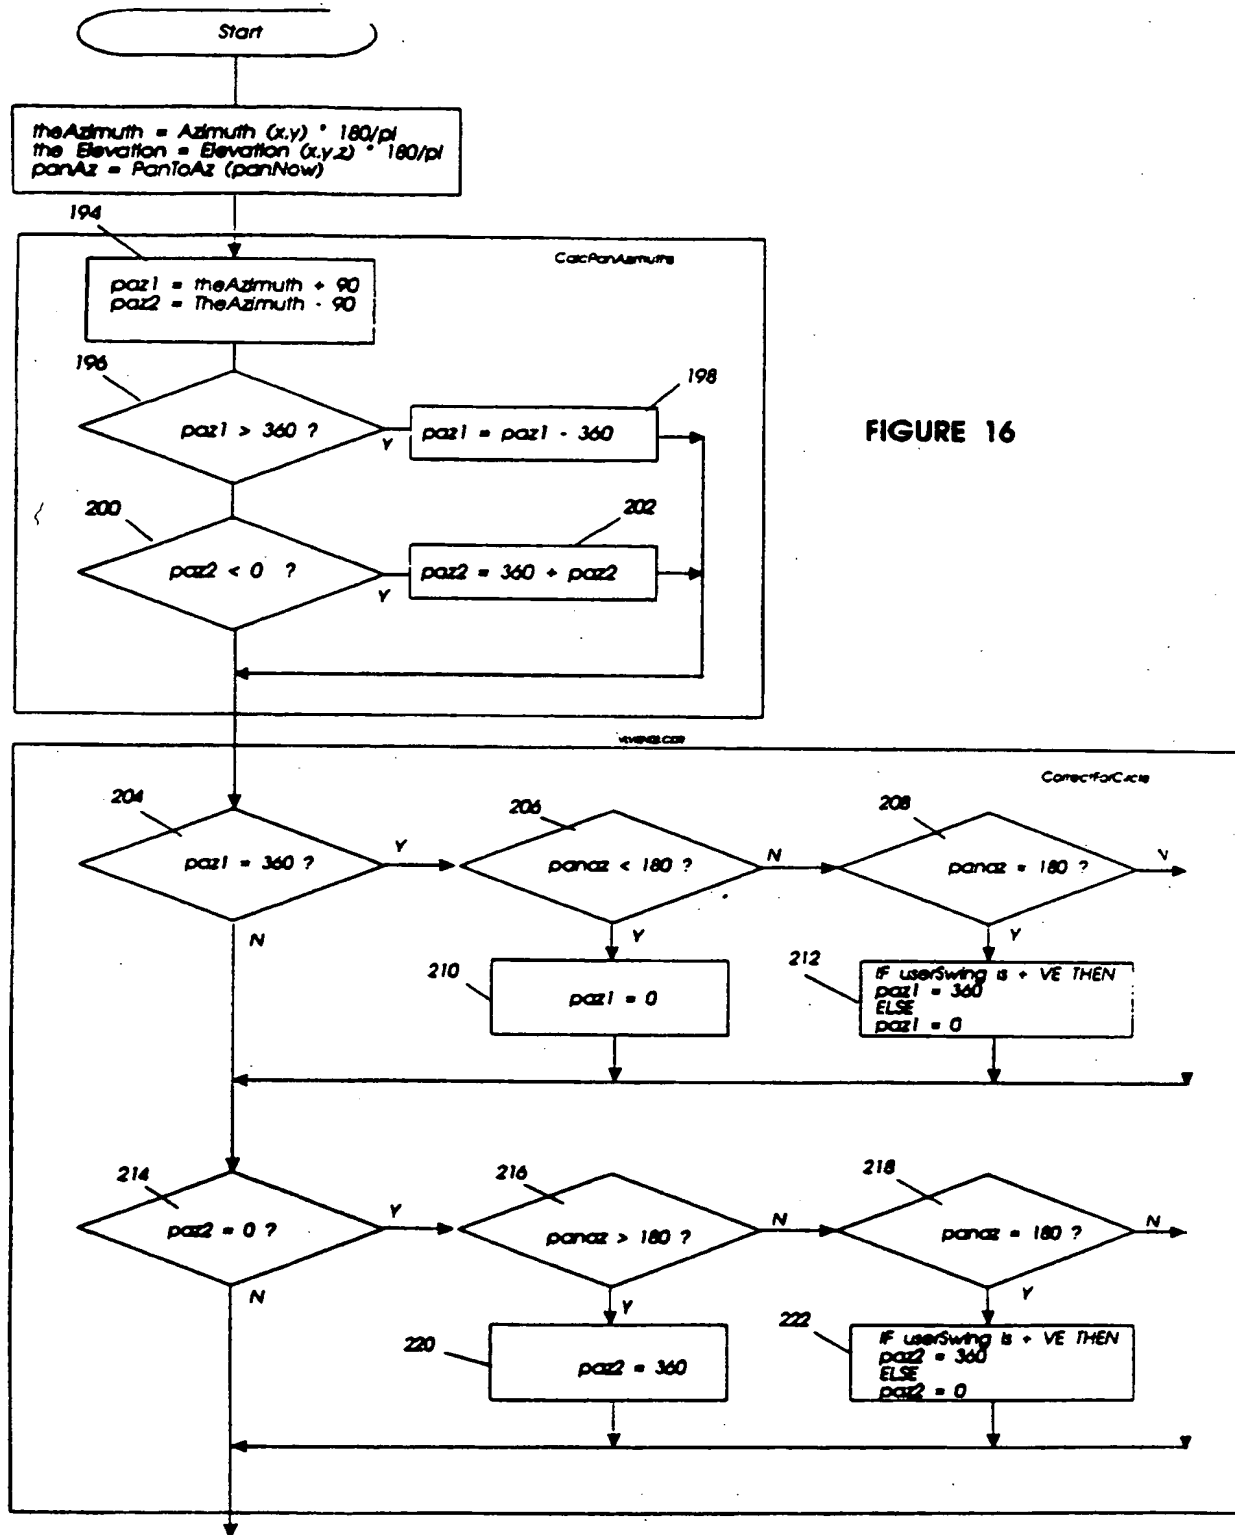 Start
theAzimuth = Azimuth (x,y) * 180/pi
the Elevation = Elevation (x,y,z) * 180/pi
panAz = PanToAz (panNow)
194
CalcPanAzimuths
paz1 = theAzimuth + 90
paz2 = TheAzimuth - 90
196
198
paz1 > 360 ?
Y
paz1 = paz1 - 360
FIGURE 16
200
202
paz2 < 0 ?
Y
paz2 = 360 + paz2
CorrectForCircle
204
206
208
paz1 = 360 ?
Y
panaz < 180 ?
N
panaz = 180 ?
N
Y
Y
210
paz1 = 0
212
IF userSwing is + VE THEN
paz1 = 360
ELSE
paz1 = 0
214
216
218
paz2 = 0 ?
Y
panaz > 180 ?
N
panaz = 180 ?
N
N
Y
Y
220
paz2 = 360
222
IF userSwing is + VE THEN
paz2 = 360
ELSE
paz2 = 0